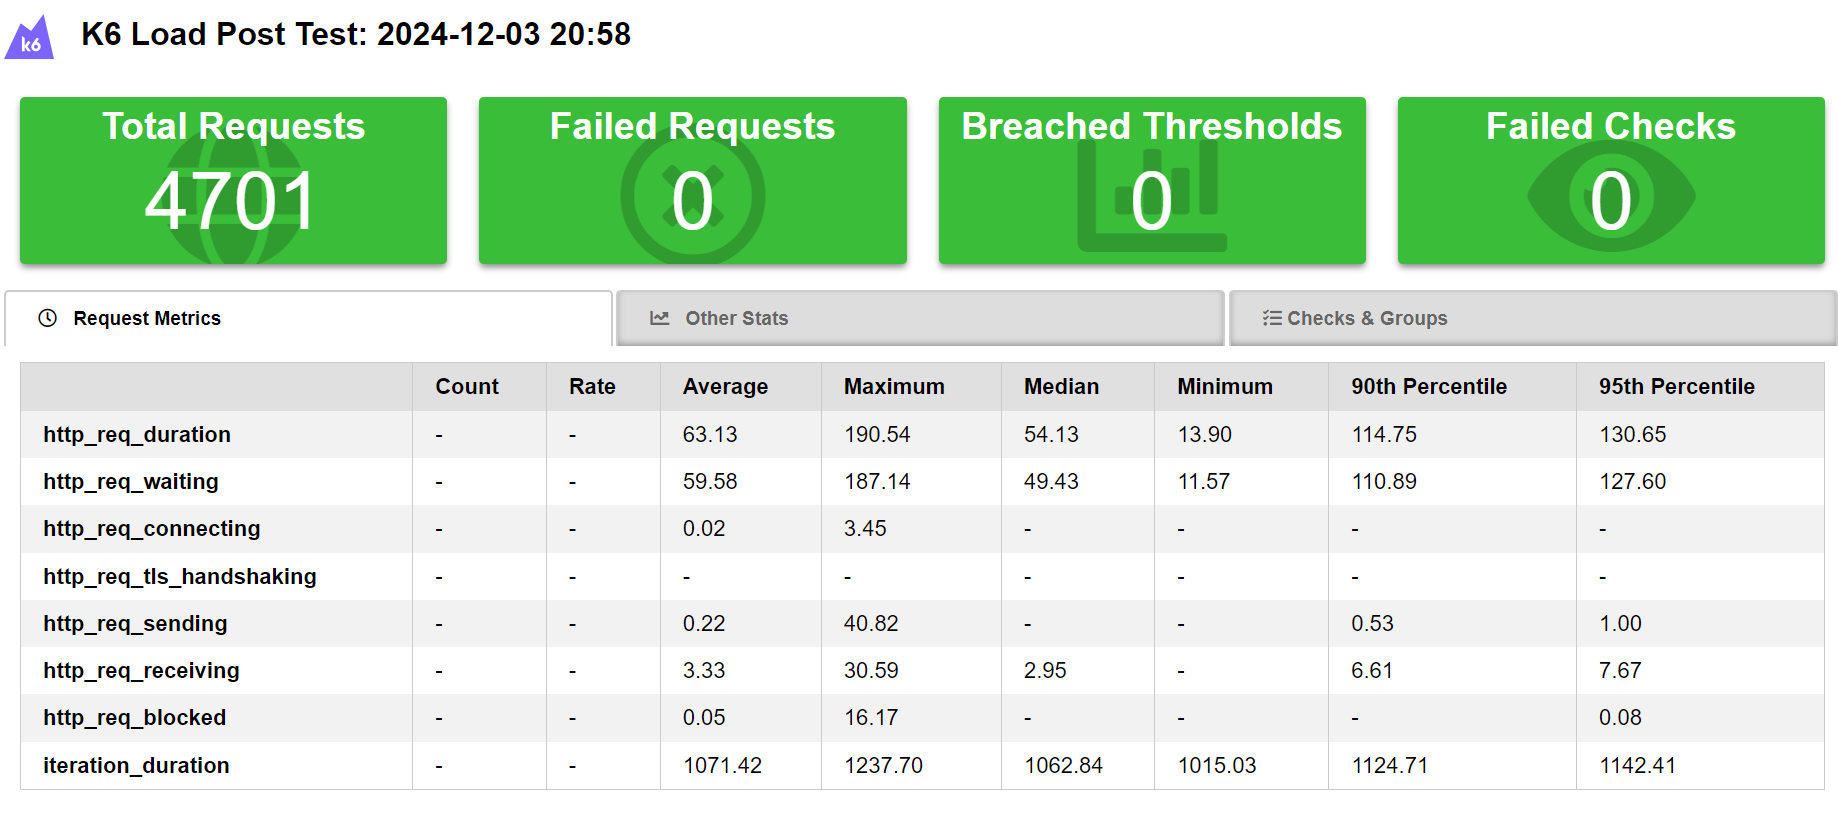 k6
K6 Load Post Test: 2024-12-03 20:58
Total Requests
4701
Failed Requests
0
Breached Thresholds
0
Failed Checks
0
Request Metrics
Other Stats
Checks & Groups
Count Rate Average Maximum Median Minimum 90th Percentile 95th Percentile
http_req_duration - - 63.13 190.54 54.13 13.90 114.75 130.65
http_req_waiting - - 59.58 187.14 49.43 11.57 110.89 127.60
http_req_connecting - - 0.02 3.45 - - - -
http_req_tls_handshaking - - - - - - - -
http_req_sending - - 0.22 40.82 - - 0.53 1.00
http_req_receiving - - 3.33 30.59 2.95 - 6.61 7.67
http_req_blocked - - 0.05 16.17 - - - 0.08
iteration_duration - - 1071.42 1237.70 1062.84 1015.03 1124.71 1142.41